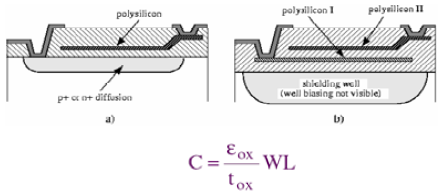 polysilicon
polysilicon I
polysilicon II
p+ or n+ diffusion
shielding well
(well biasing not visible)
a)
b)
C = εox/tox WL